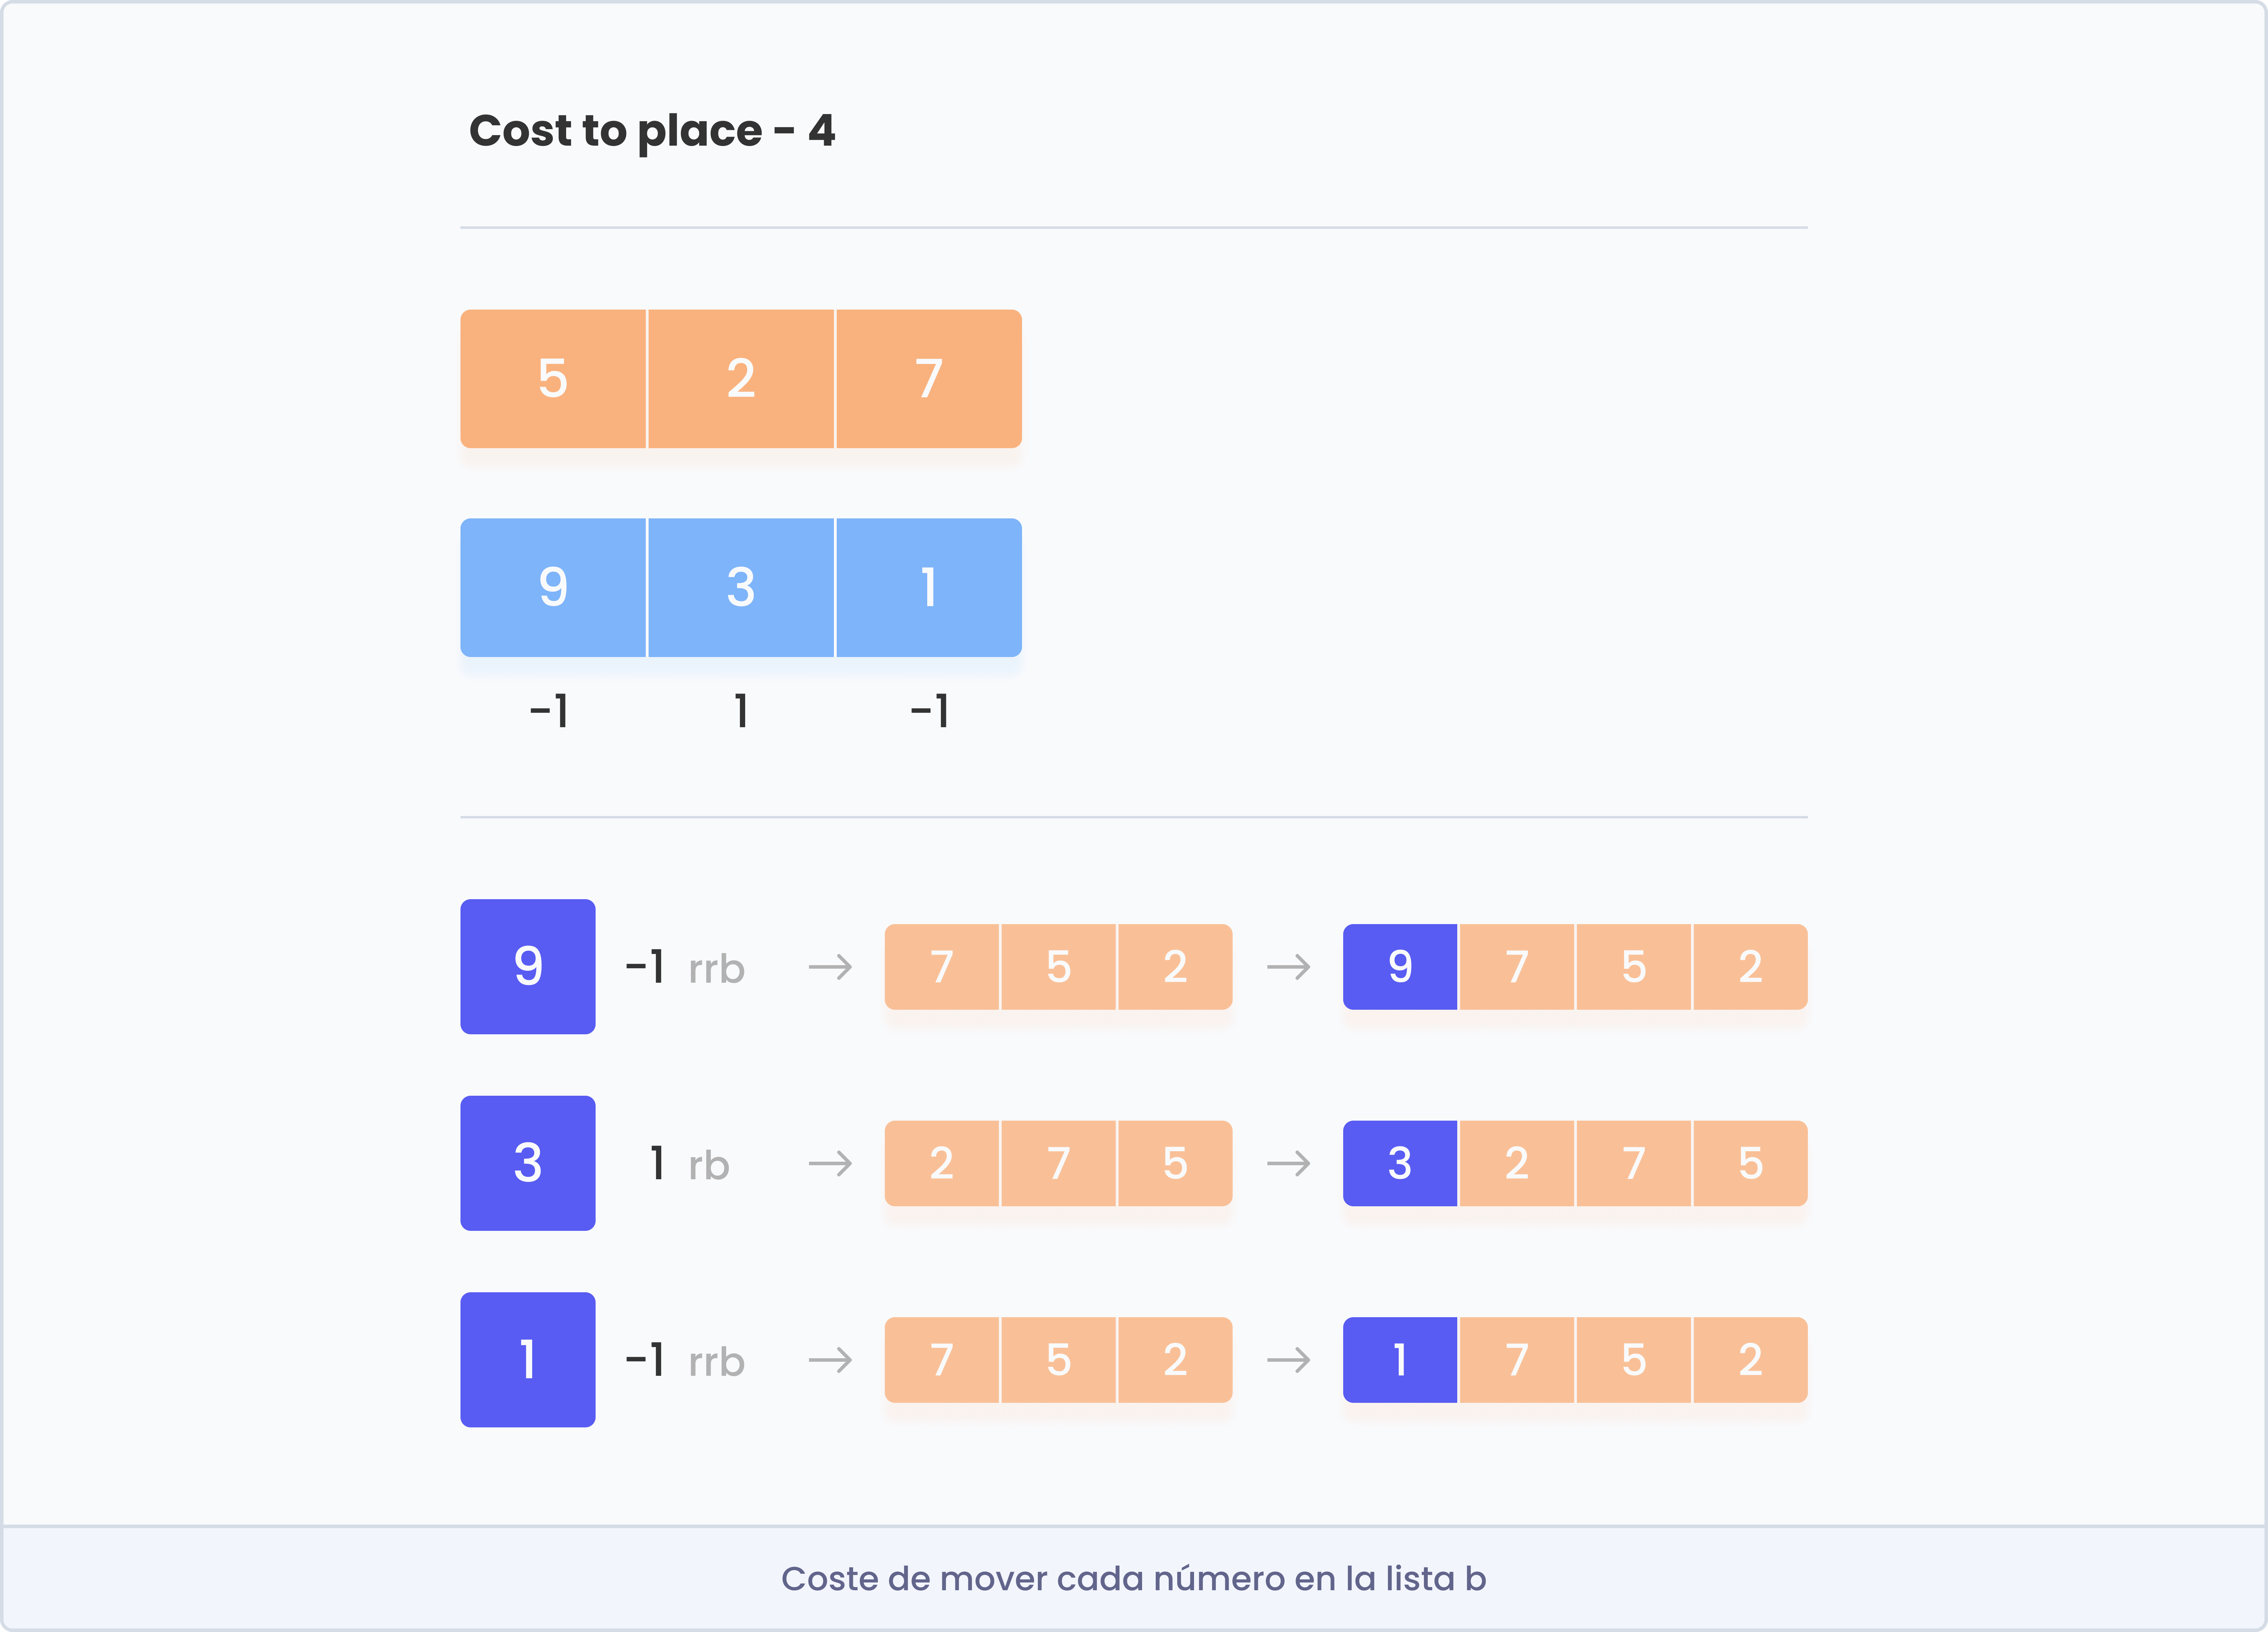 Cost to place - 4
5 2 7
9 3 1
-1 1 -1
9 -1 rrb → 7 5 2 → 9 7 5 2
3 1 rb → 2 7 5 → 3 2 7 5
1 -1 rrb → 7 5 2 → 1 7 5 2
Coste de mover cada número en la lista b